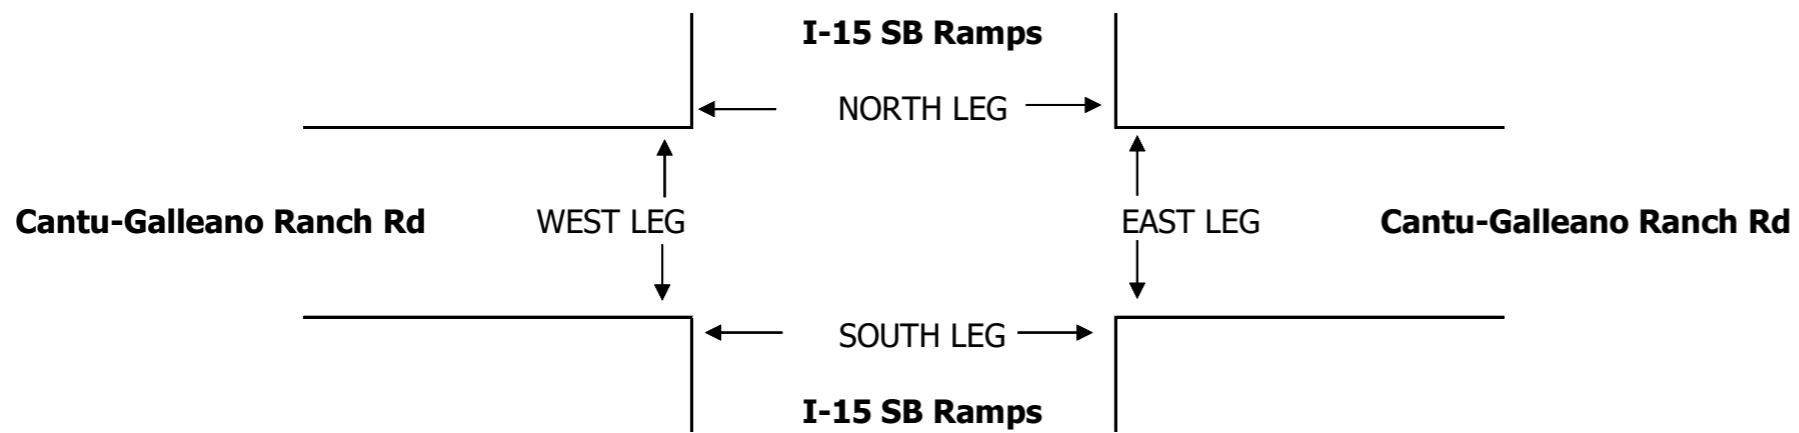 I-15 SB Ramps
NORTH LEG
Cantu-Galleano Ranch Rd WEST LEG EAST LEG Cantu-Galleano Ranch Rd
SOUTH LEG
I-15 SB Ramps